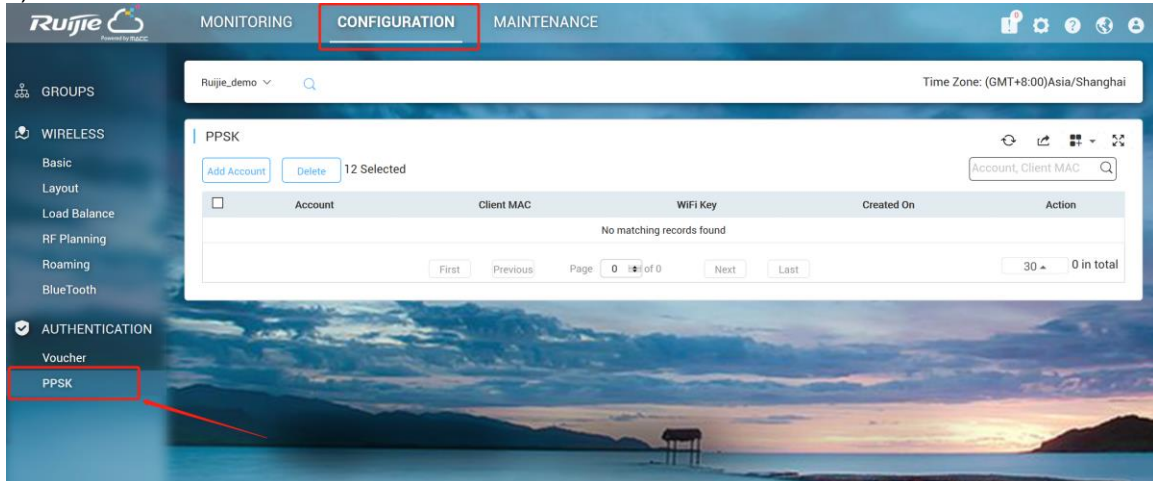 Ruijie
Powered by MACC
MONITORING CONFIGURATION MAINTENANCE
GROUPS
WIRELESS
Basic
Layout
Load Balance
RF Planning
Roaming
BlueTooth
AUTHENTICATION
Voucher
PPSK
Ruijie_demo
Time Zone: (GMT+8:00)Asia/Shanghai
PPSK
Add Account Delete 12 Selected
Account, Client MAC
Account Client MAC WiFi Key Created On Action
No matching records found
First Previous Page 0 of 0 Next Last 30 0 in total